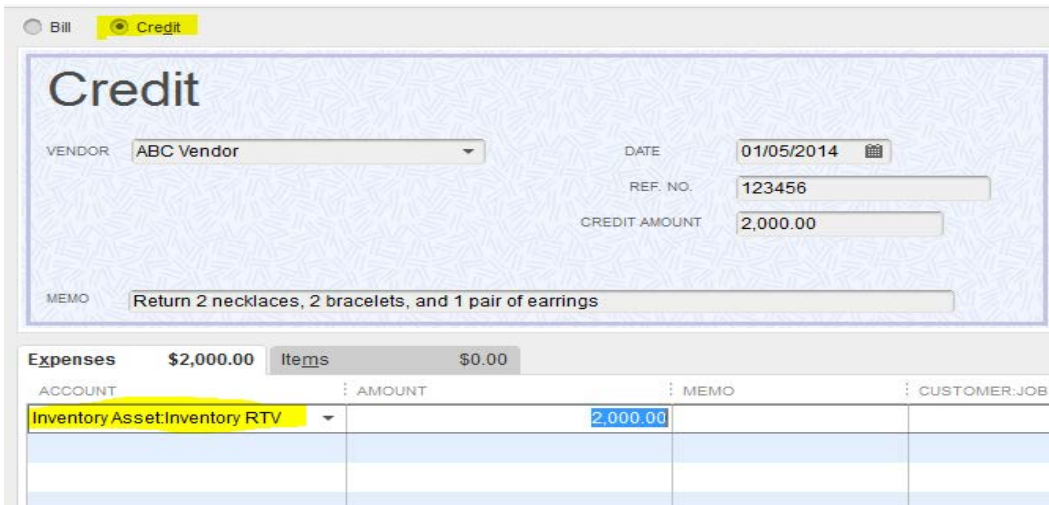 Bill Credit
Credit
VENDOR ABC Vendor DATE 01/05/2014
REF. NO. 123456
CREDIT AMOUNT 2,000.00
MEMO Return 2 necklaces, 2 bracelets, and 1 pair of earrings
Expenses $2,000.00 Items $0.00
ACCOUNT AMOUNT MEMO CUSTOMER:JOB
Inventory Asset:Inventory RTV 2,000.00